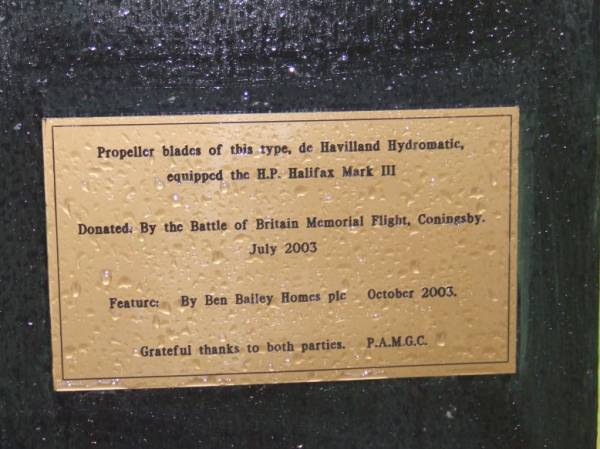 Propeller blades of this type, de Havilland Hydromatic,
equipped the H.P. Halifax Mark III
Donated. By the Battle of Britain Memorial Flight, Coningsby.
July 2003
Feature: By Ben Bailey Homes plc October 2003.
Grateful thanks to both parties. P.A.M.G.C.